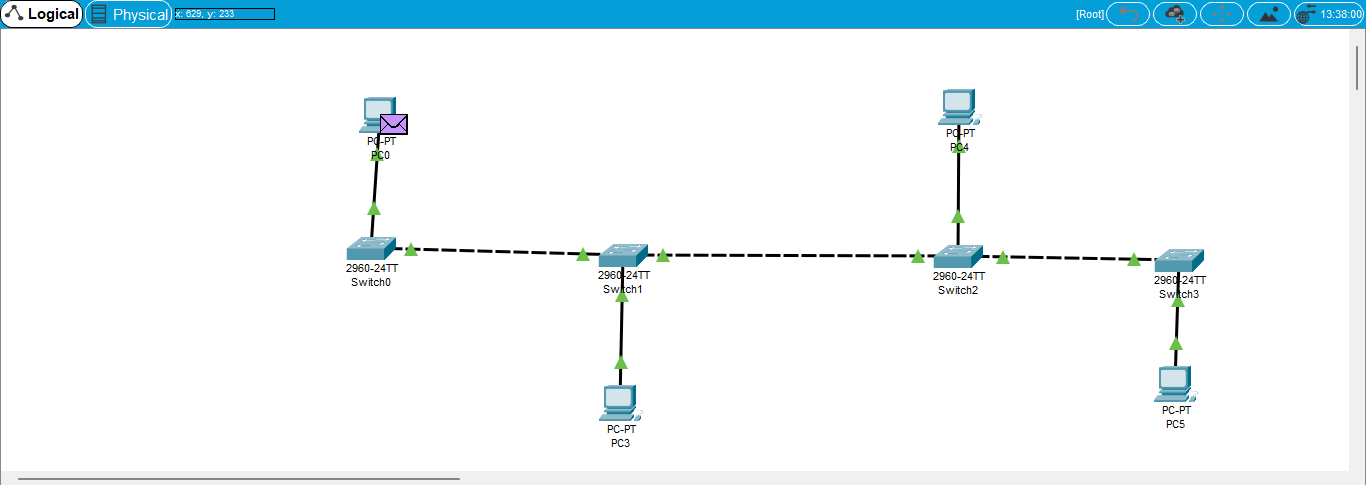 Logical
Physical
x: 629, y: 233
[Root]
13:38:00
PC-PT
PC0
PC-PT
PC4
2960-24TT
Switch0
2960-24TT
Switch1
2960-24TT
Switch2
2960-24TT
Switch3
PC-PT
PC3
PC-PT
PC5